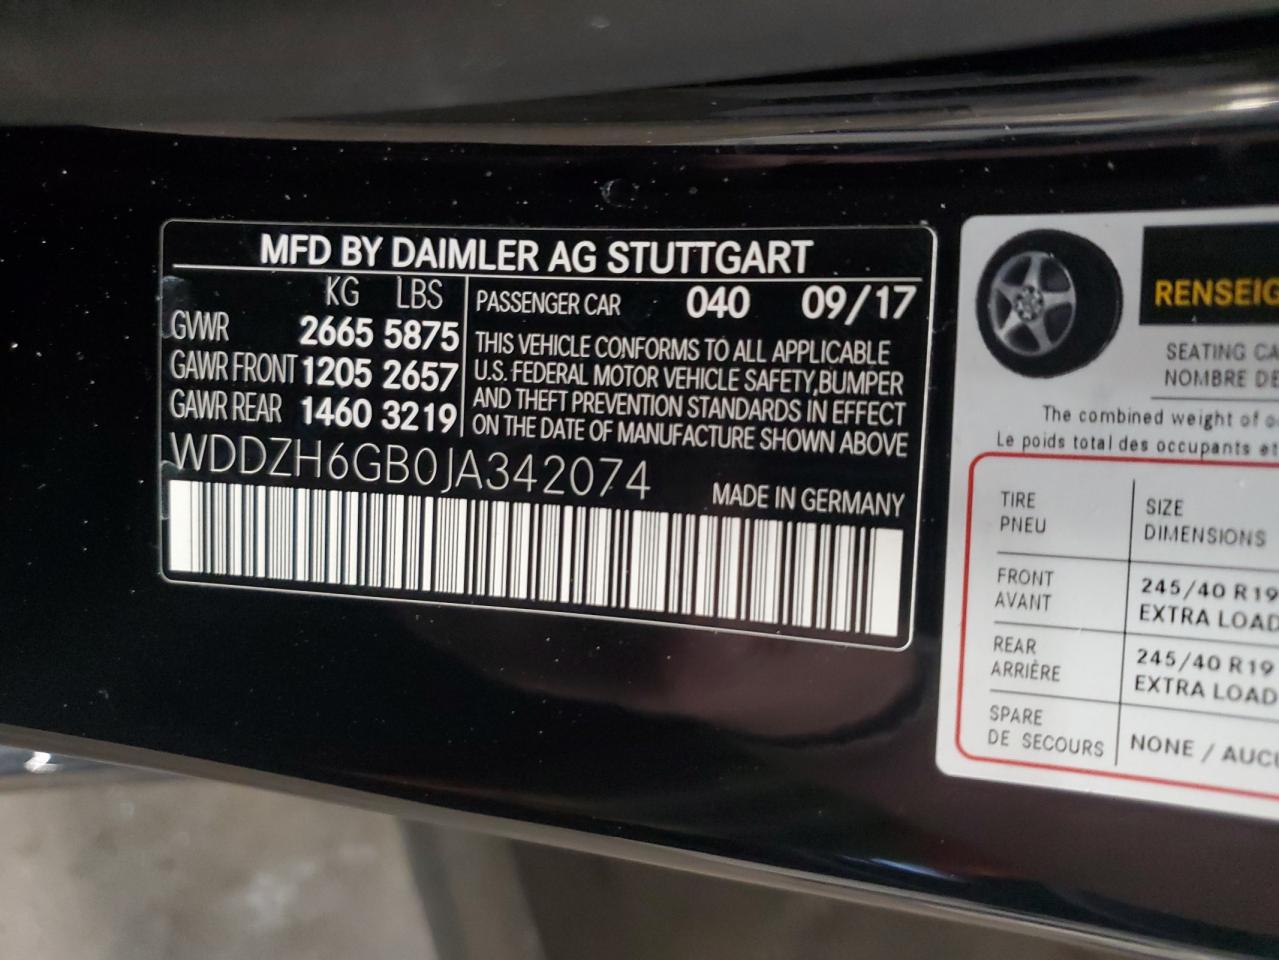 MFD BY DAIMLER AG STUTTGART
KG LBS
GVWR 2665 5875
GAWR FRONT 1205 2657
GAWR REAR 1460 3219
PASSENGER CAR 040 09/17
THIS VEHICLE CONFORMS TO ALL APPLICABLE
U.S. FEDERAL MOTOR VEHICLE SAFETY,BUMPER
AND THEFT PREVENTION STANDARDS IN EFFECT
ON THE DATE OF MANUFACTURE SHOWN ABOVE
WDDZH6GB0JA342074
MADE IN GERMANY
RENSEIG
SEATING CA
NOMBRE DE
The combined weight of o
Le poids total des occupants et
TIRE
PNEU
SIZE
DIMENSIONS
FRONT
AVANT
245/40 R19
EXTRA LOAD
REAR
ARRIÈRE
245/40 R19
EXTRA LOAD
SPARE
DE SECOURS
NONE / AUCU